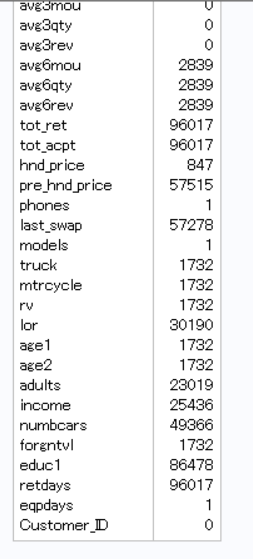 avg3mou 0
avg3qty 0
avg3rev 0
avg6mou 2839
avg6qty 2839
avg6rev 2839
tot_ret 96017
tot_acpt 96017
hnd_price 847
pre_hnd_price 57515
phones 1
last_swap 57278
models 1
truck 1732
mtrcycle 1732
rv 1732
lor 30190
age1 1732
age2 1732
adults 23019
income 25436
numbcars 49366
forgntvl 1732
educ1 86478
retdays 96017
eqpdays 1
Customer_ID 0